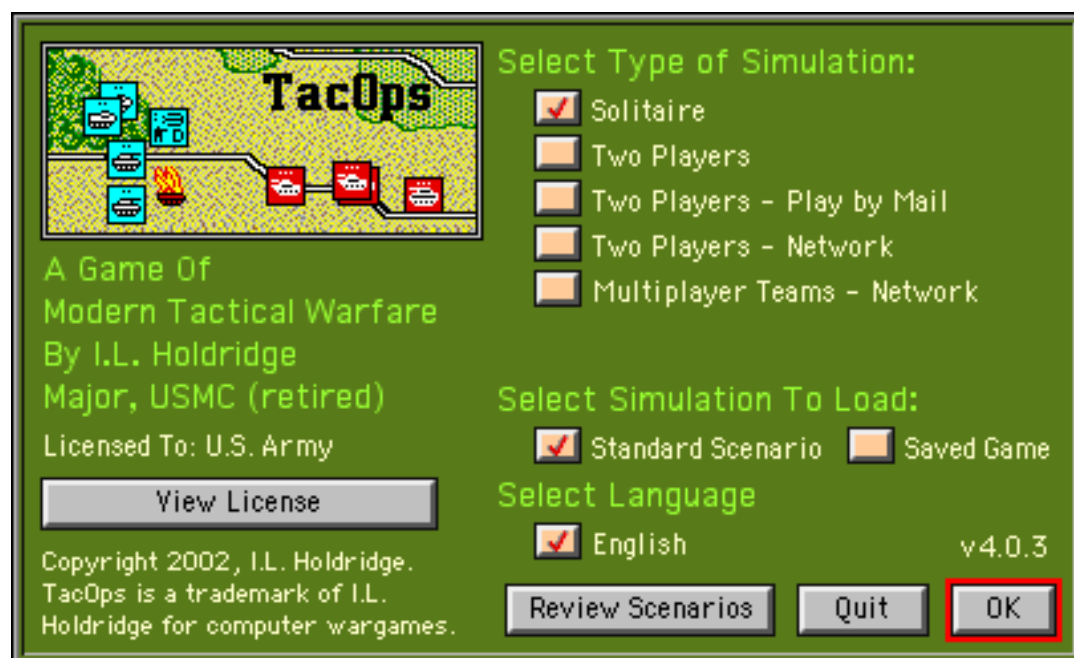 TacOps
A Game Of
Modern Tactical Warfare
By I.L. Holdridge
Major, USMC (retired)
Licensed To: U.S. Army
View License
Copyright 2002, I.L. Holdridge.
TacOps is a trademark of I.L.
Holdridge for computer wargames.
Select Type of Simulation:
Solitaire
Two Players
Two Players - Play by Mail
Two Players - Network
Multiplayer Teams - Network
Select Simulation To Load:
Standard Scenario Saved Game
Select Language
English v4.0.3
Review Scenarios Quit OK